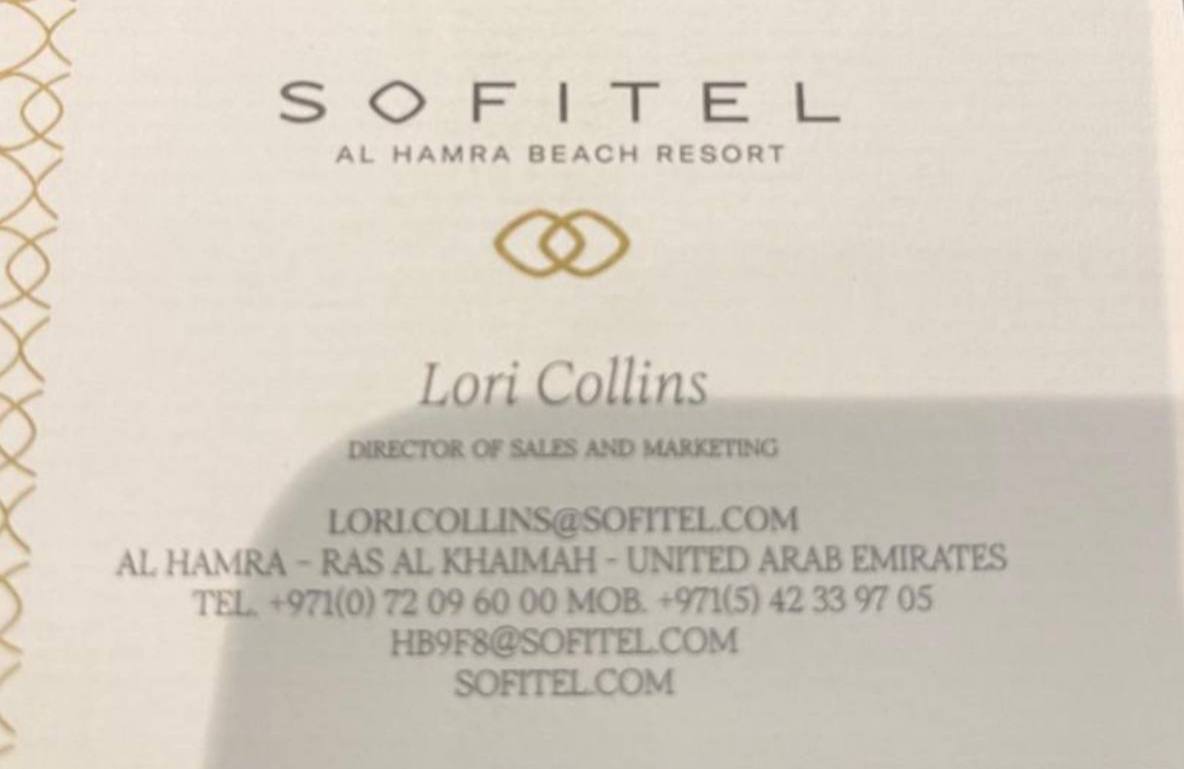 SOFITEL
AL HAMRA BEACH RESORT
Lori Collins
DIRECTOR OF SALES AND MARKETING
LORI.COLLINS@SOFITEL.COM
AL HAMRA - RAS AL KHAIMAH - UNITED ARAB EMIRATES
TEL. +971(0) 72 09 60 00 MOB. +971(5) 42 33 97 05
HB9F8@SOFITEL.COM
SOFITEL.COM